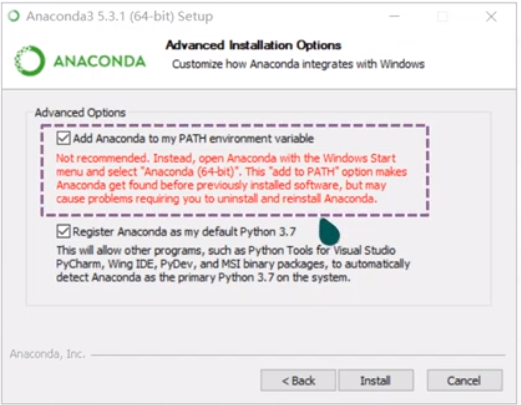 Anaconda3 5.3.1 (64-bit) Setup
Advanced Installation Options
Customize how Anaconda integrates with Windows
ANACONDA
Advanced Options
Add Anaconda to my PATH environment variable
Not recommended. Instead, open Anaconda with the Windows Start
menu and select "Anaconda (64-bit)". This "add to PATH" option makes
Anaconda get found before previously installed software, but may
cause problems requiring you to uninstall and reinstall Anaconda.
Register Anaconda as my default Python 3.7
This will allow other programs, such as Python Tools for Visual Studio
PyCharm, Wing IDE, PyDev, and MSI binary packages, to automatically
detect Anaconda as the primary Python 3.7 on the system.
Anaconda, Inc.
< Back
Install
Cancel